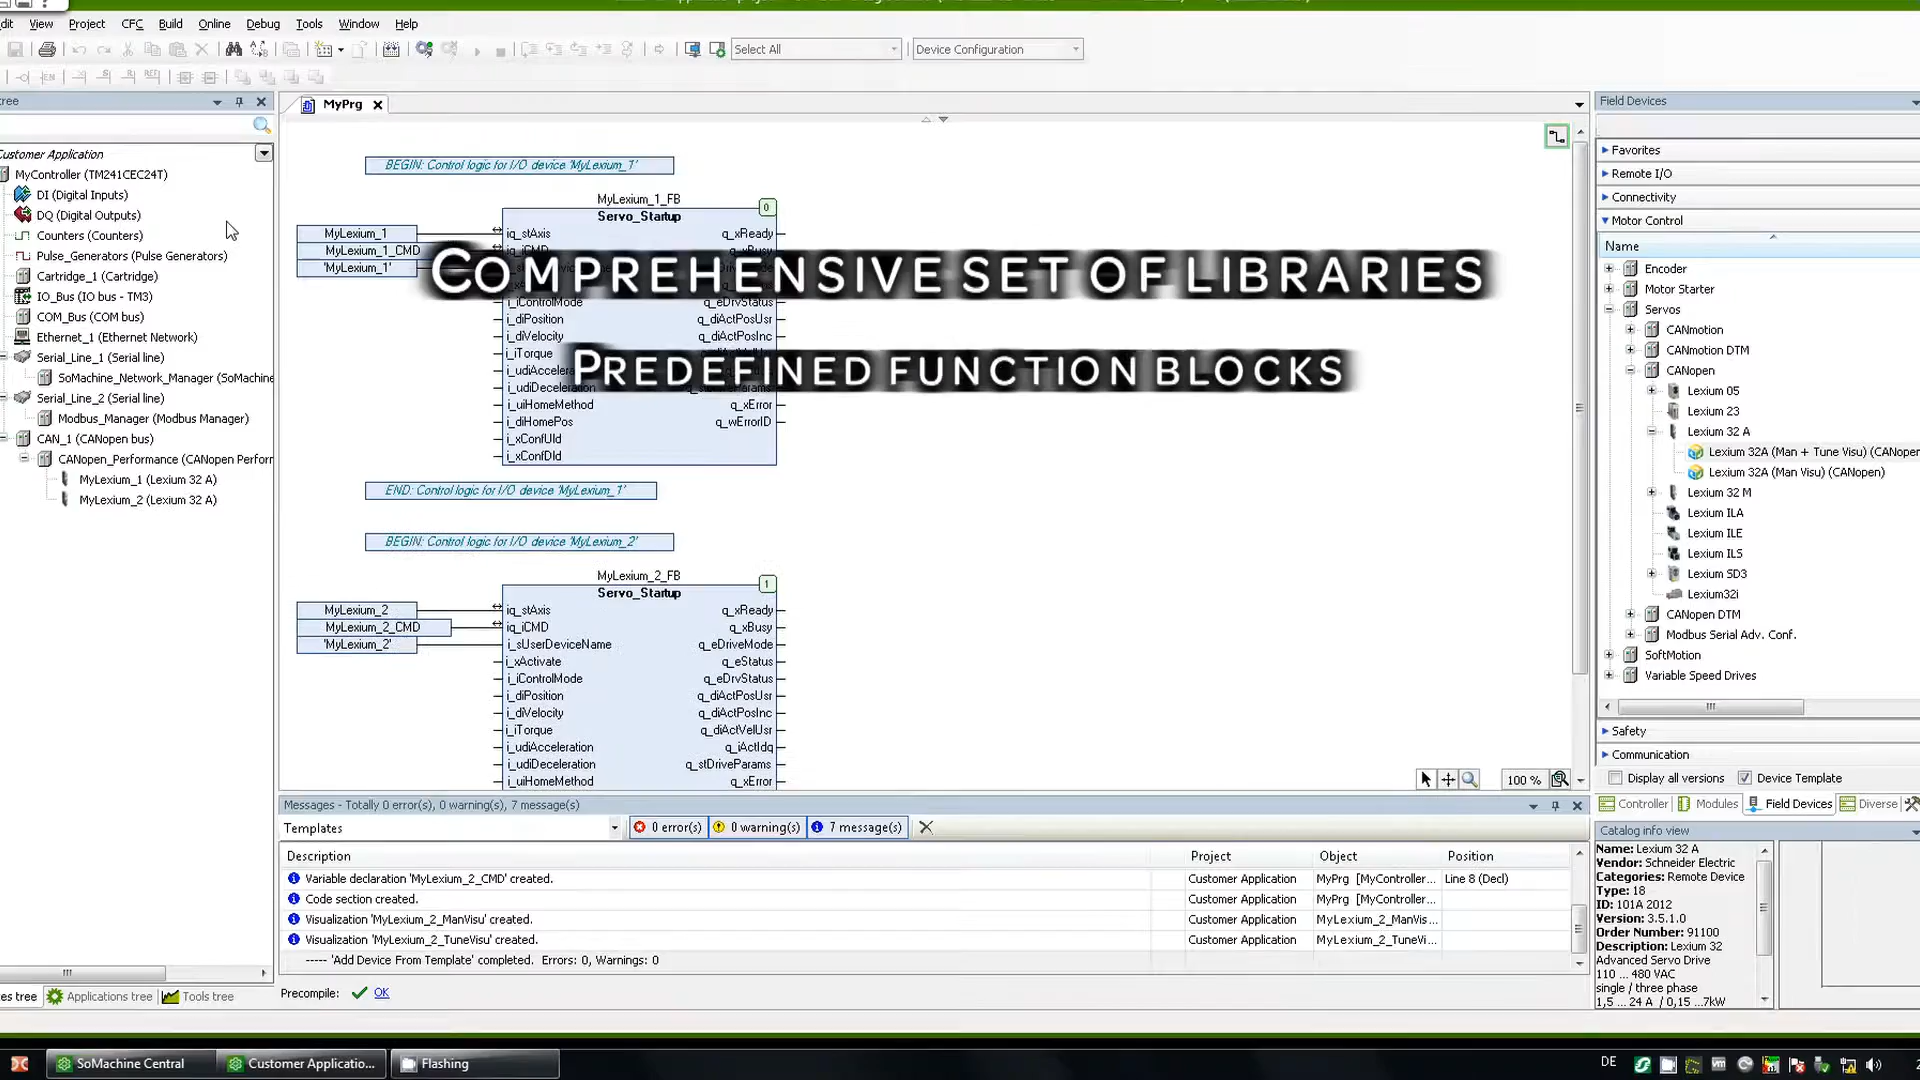 View Project CFC Build Online Debug Tools Window Help
Select All Device Configuration
MyPrg
Customer Application
MyController (TM241CEC24T)
DI (Digital Inputs)
DQ (Digital Outputs)
Counters (Counters)
Pulse_Generators (Pulse Generators)
Cartridge_1 (Cartridge)
IO_Bus (IO bus - TM3)
COM_Bus (COM bus)
Ethernet_1 (Ethernet Network)
Serial_Line_1 (Serial line)
SoMachine_Network_Manager (SoMachine
Serial_Line_2 (Serial line)
Modbus_Manager (Modbus Manager)
CAN_1 (CANopen bus)
CANopen_Performance (CANopen Perforr
MyLexium_1 (Lexium 32 A)
MyLexium_2 (Lexium 32 A)
es tree Applications tree Tools tree
BEGIN: Control logic for I/O device 'MyLexium_1'
MyLexium_1_FB
Servo_Startup
0
MyLexium_1
MyLexium_1_CMD
'MyLexium_1'
iq_stAxis q_xReady
COMPREHENSIVE SET OF LIBRARIES
i_iControlMode q_eDrvStatus
i_diPosition q_diActPosUsr
i_diVelocity q_diActPosInc
i_iTorque
PREDEFINED FUNCTION BLOCKS
i_uiHomeMethod q_xError
i_diHomePos q_wErrorID
i_xConfUId
i_xConfDId
END: Control logic for I/O device 'MyLexium_1'
BEGIN: Control logic for I/O device 'MyLexium_2'
MyLexium_2_FB
Servo_Startup
1
MyLexium_2
MyLexium_2_CMD
'MyLexium_2'
iq_stAxis q_xReady
iq_iCMD q_xBusy
i_sUserDeviceName q_eDriveMode
i_xActivate q_eStatus
i_iControlMode q_eDrvStatus
i_diPosition q_diActPosUsr
i_diVelocity q_diActPosInc
i_iTorque q_diActVelUsr
i_udiAcceleration q_iActIdq
i_udiDeceleration q_stDriveParams
i_uiHomeMethod q_xError
100 %
Messages - Totally 0 error(s), 0 warning(s), 7 message(s)
Templates 0 error(s) 0 warning(s) 7 message(s)
Description Project Object Position
Variable declaration 'MyLexium_2_CMD' created. Customer Application MyPrg [MyController... Line 8 (Decl)
Code section created. Customer Application MyPrg [MyController...
Visualization 'MyLexium_2_ManVisu' created. Customer Application MyLexium_2_ManVis...
Visualization 'MyLexium_2_TuneVisu' created. Customer Application MyLexium_2_TuneVi...
----- 'Add Device From Template' completed. Errors: 0, Warnings: 0
Precompile: OK
Field Devices
Favorites
Remote I/O
Connectivity
Motor Control
Name
Encoder
Motor Starter
Servos
CANmotion
CANmotion DTM
CANopen
Lexium 05
Lexium 23
Lexium 32 A
Lexium 32A (Man + Tune Visu) (CANopen
Lexium 32A (Man Visu) (CANopen)
Lexium 32 M
Lexium ILA
Lexium ILE
Lexium ILS
Lexium SD3
Lexium32i
CANopen DTM
Modbus Serial Adv. Conf.
SoftMotion
Variable Speed Drives
Safety
Communication
Display all versions Device Template
Controller Modules Field Devices Diverse
Catalog info view
Name: Lexium 32 A
Vendor: Schneider Electric
Categories: Remote Device
Type: 18
ID: 101A 2012
Version: 3.5.1.0
Order Number: 91100
Description: Lexium 32
Advanced Servo Drive
110 ... 480 VAC
single / three phase
1,5 ... 24 A / 0,15 ...7kW
SoMachine Central Customer Applicatio... Flashing DE